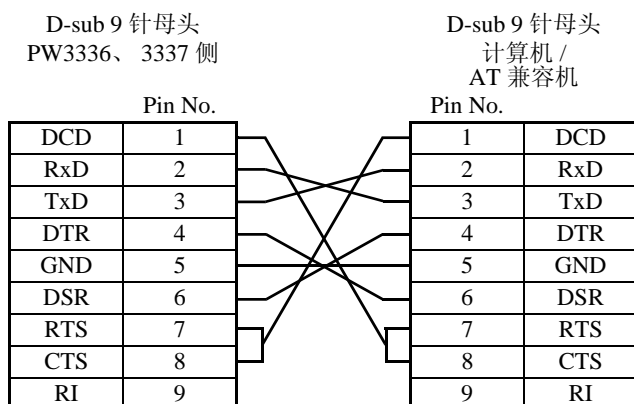 D-sub 9 针母头
PW3336、 3337 侧
D-sub 9 针母头
计算机 /
AT 兼容机
Pin No.
Pin No.
DCD 1 1 DCD
RxD 2 2 RxD
TxD 3 3 TxD
DTR 4 4 DTR
GND 5 5 GND
DSR 6 6 DSR
RTS 7 7 RTS
CTS 8 8 CTS
RI 9 9 RI